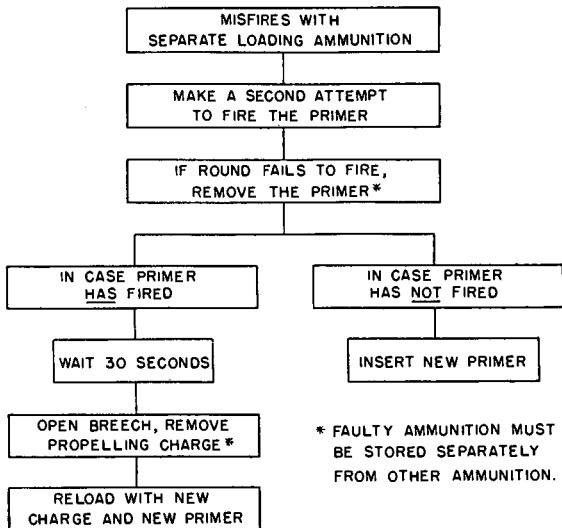 MISFIRES WITH
SEPARATE LOADING AMMUNITION
MAKE A SECOND ATTEMPT
TO FIRE THE PRIMER
IF ROUND FAILS TO FIRE,
REMOVE THE PRIMER*
IN CASE PRIMER
HAS FIRED
WAIT 30 SECONDS
OPEN BREECH, REMOVE
PROPELLING CHARGE*
RELOAD WITH NEW
CHARGE AND NEW PRIMER
IN CASE PRIMER
HAS NOT FIRED
INSERT NEW PRIMER
* FAULTY AMMUNITION MUST
BE STORED SEPARATELY
FROM OTHER AMMUNITION.